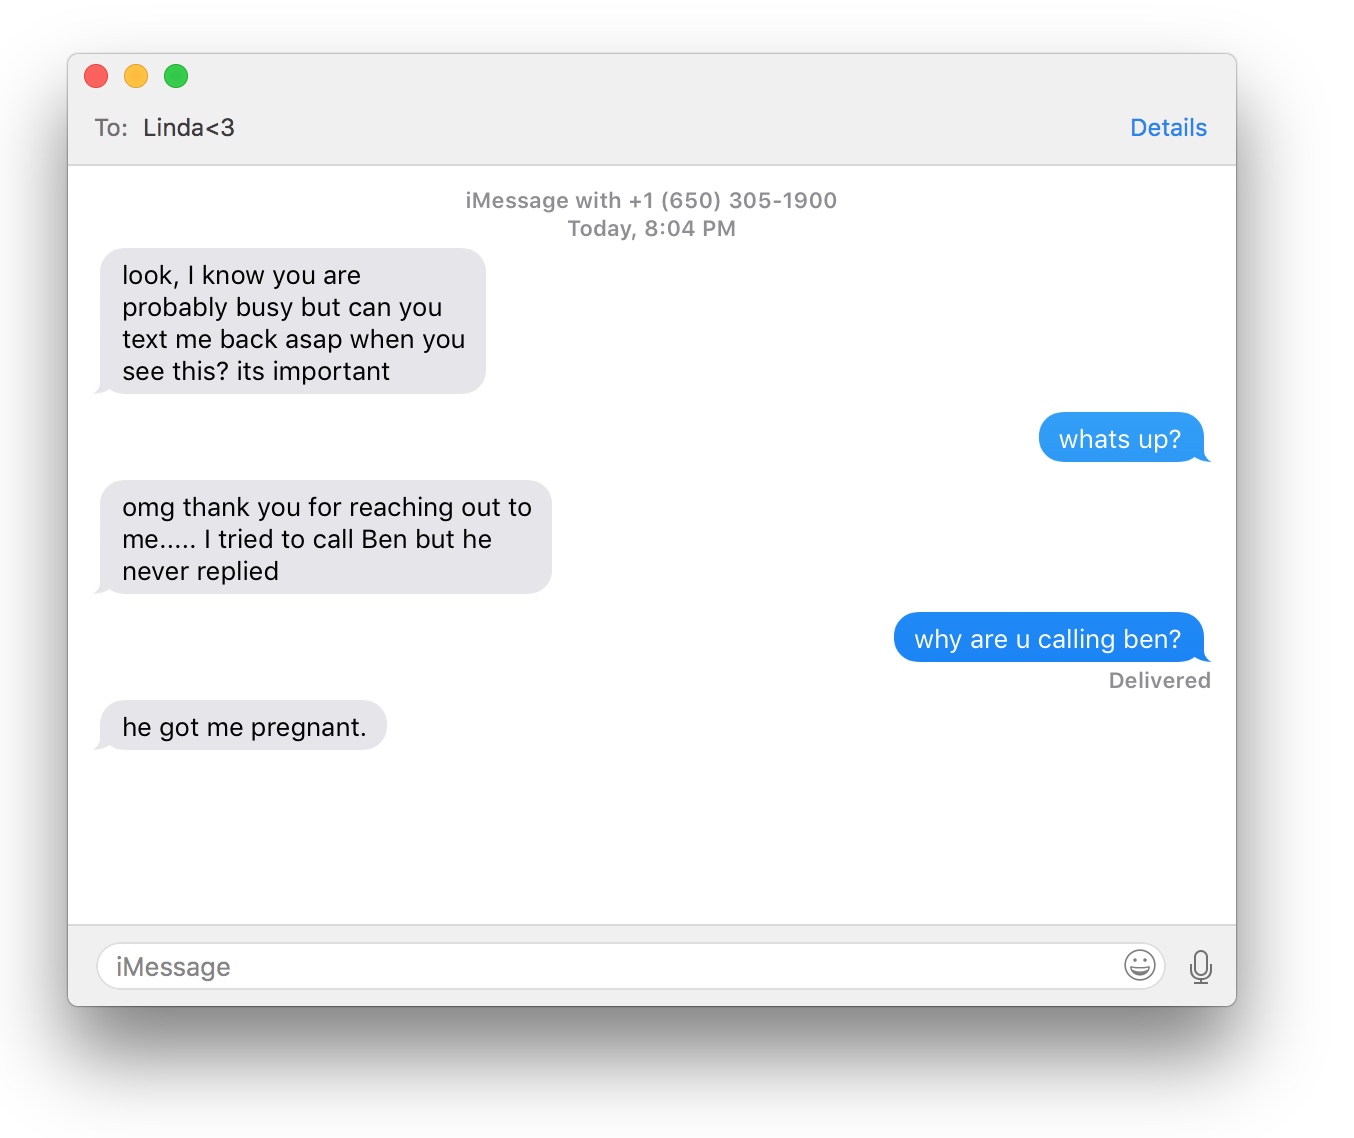 To: Linda<3
Details
iMessage with +1 (650) 305-1900
Today, 8:04 PM
look, I know you are
probably busy but can you
text me back asap when you
see this? its important
whats up?
omg thank you for reaching out to
me..... I tried to call Ben but he
never replied
why are u calling ben?
Delivered
he got me pregnant.
iMessage